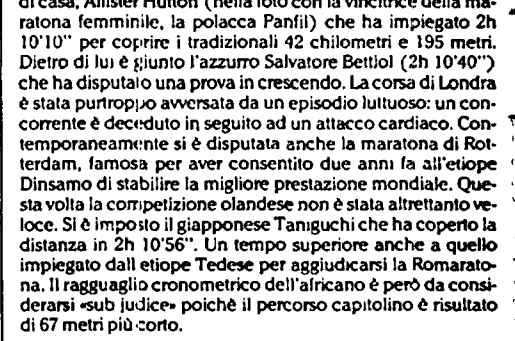 di casa, Allister Hutton (nella foto con la vincitrice della ma-
ratona femminile, la polacca Panfil) che ha impiegato 2h
10'10" per coprire i tradizionali 42 chilometri e 195 metri.
Dietro di lui è giunto l'azzurro Salvatore Bettiol (2h 10'40")
che ha disputato una prova in crescendo. La corsa di Londra
è stata purtroppo avversata da un episodio luttuoso: un con-
corrente è deceduto in seguito ad un attacco cardiaco. Con-
temporaneamente si è disputata anche la maratona di Rot-
terdam, famosa per aver consentito due anni fa all'etiope
Dinsamo di stabilire la migliore prestazione mondiale. Que-
sta volta la competizione olandese non è stata altrettanto ve-
loce. Si è imposto il giapponese Taniguchi che ha coperto la
distanza in 2h 10'56". Un tempo superiore anche a quello
impiegato dall etiope Tedese per aggiudicarsi la Romarato-
na. Il ragguaglio cronometrico dell'africano è però da consi-
derarsi «sub judice» poichè il percorso capitolino è risultato
di 67 metri più corto.